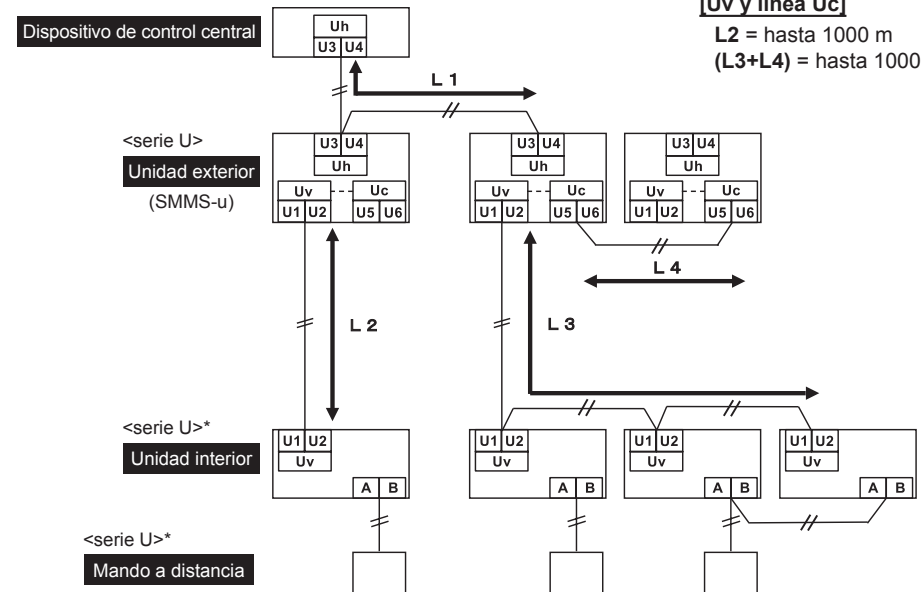 [Uv y línea Uc]
L2 = hasta 1000 m
(L3+L4) = hasta 1000
Dispositivo de control central
Uh
U3 U4
L 1
<serie U>
Unidad exterior
(SMMS-u)
U3 U4
Uh
Uv Uc
U1 U2 U5 U6
U3 U4
Uh
Uv Uc
U1 U2 U5 U6
U3 U4
Uh
Uv Uc
U1 U2 U5 U6
L 4
L 2
L 3
<serie U>*
Unidad interior
U1 U2
Uv
A B
U1 U2
Uv
A B
U1 U2
Uv
A B
U1 U2
Uv
A B
<serie U>*
Mando a distancia